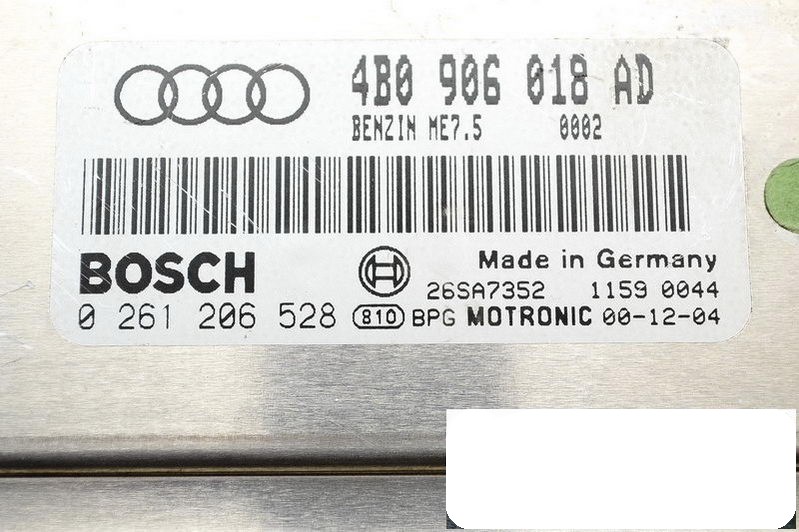 4B0 906 018 AD
BENZIN ME7.5 0002
BOSCH
Made in Germany
26SA7352 1159 0044
0 261 206 528 810 BPG MOTRONIC 00-12-04